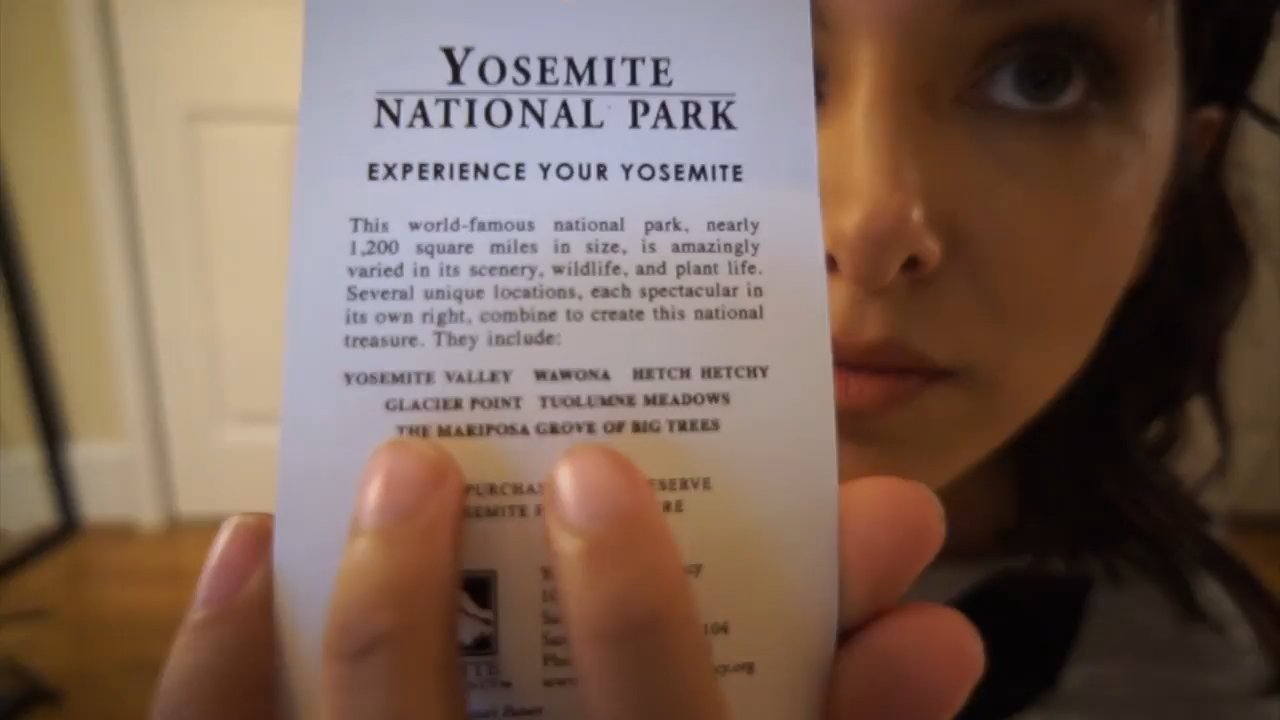 YOSEMITE
NATIONAL PARK
EXPERIENCE YOUR YOSEMITE
This world-famous national park, nearly
1,200 square miles in size, is amazingly
varied in its scenery, wildlife, and plant life.
Several unique locations, each spectacular in
its own right, combine to create this national
treasure. They include:
YOSEMITE VALLEY WAWONA HETCH HETCHY
GLACIER POINT TUOLUMNE MEADOWS
THE MARIPOSA GROVE OF BIG TREES